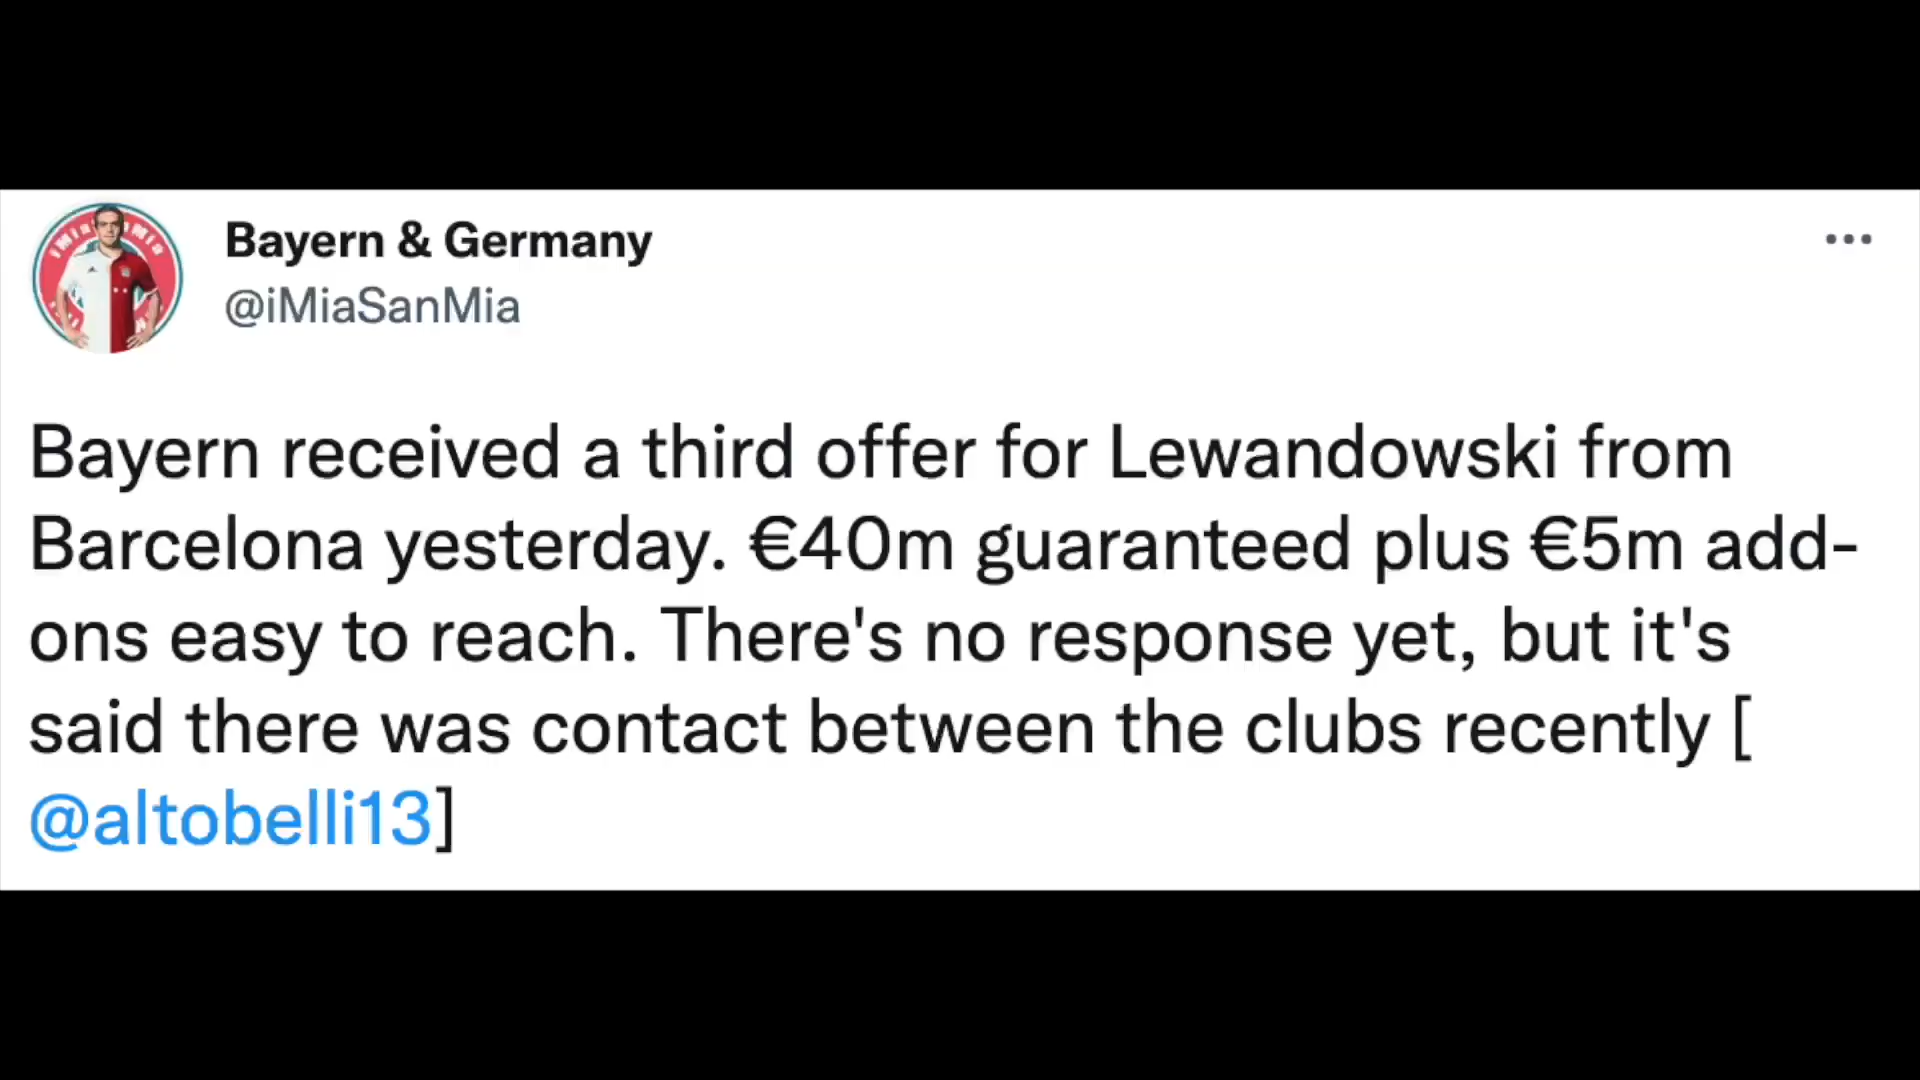 Bayern & Germany
@iMiaSanMia
Bayern received a third offer for Lewandowski from
Barcelona yesterday. €40m guaranteed plus €5m add-
ons easy to reach. There's no response yet, but it's
said there was contact between the clubs recently [
@altobelli13]